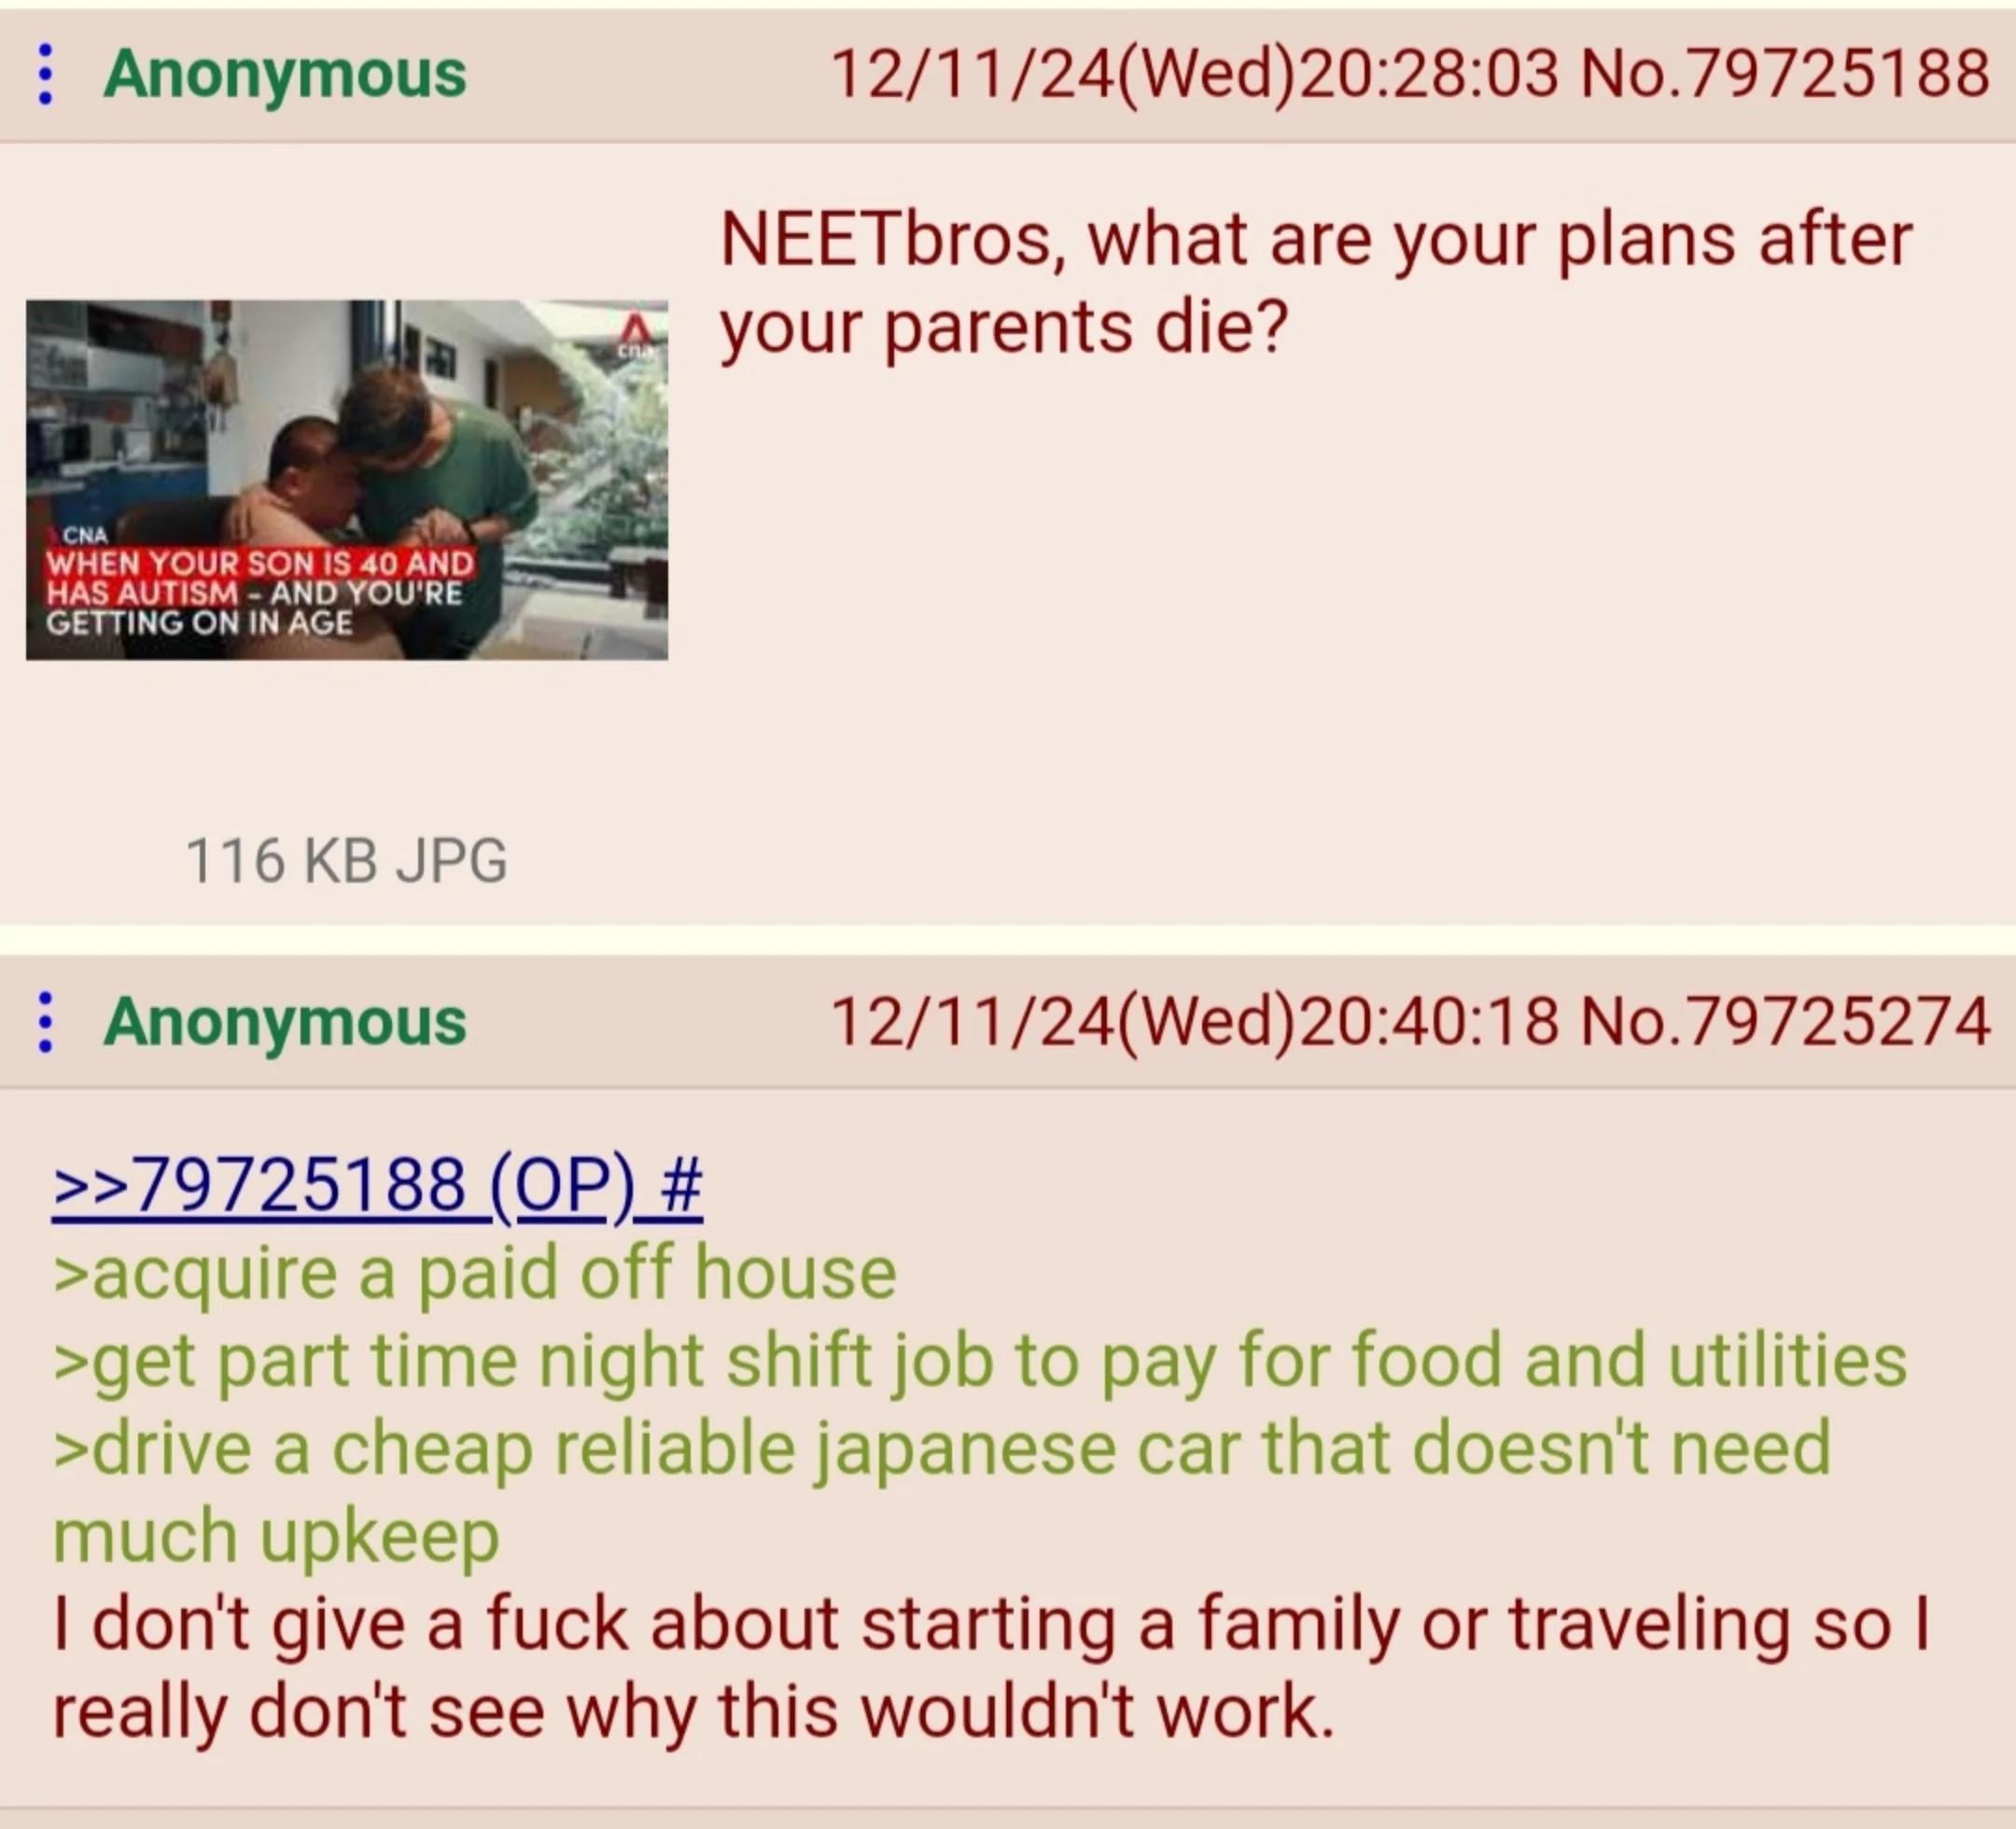 Anonymous 12/11/24(Wed)20:28:03 No.79725188
NEETbros, what are your plans after
your parents die?
cna
CNA
WHEN YOUR SON IS 40 AND
HAS AUTISM - AND YOU'RE
GETTING ON IN AGE
116 KB JPG
Anonymous 12/11/24(Wed)20:40:18 No.79725274
>>79725188 (OP) #
>acquire a paid off house
>get part time night shift job to pay for food and utilities
>drive a cheap reliable japanese car that doesn't need
much upkeep
I don't give a fuck about starting a family or traveling so I
really don't see why this wouldn't work.